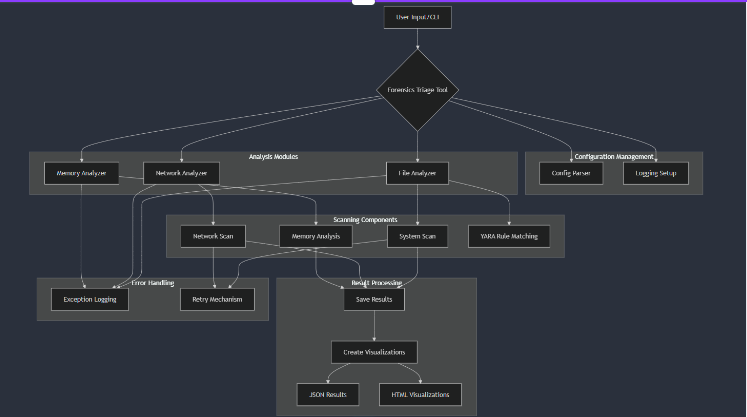 User Input/CLI
Forensics Triage Tool
Analysis Modules
Configuration Management
Memory Analyzer
Network Analyzer
File Analyzer
Config Parser
Logging Setup
Scanning Components
Network Scan
Memory Analysis
System Scan
YARA Rule Matching
Error Handling
Result Processing
Exception Logging
Retry Mechanism
Save Results
Create Visualizations
JSON Results
HTML Visualizations